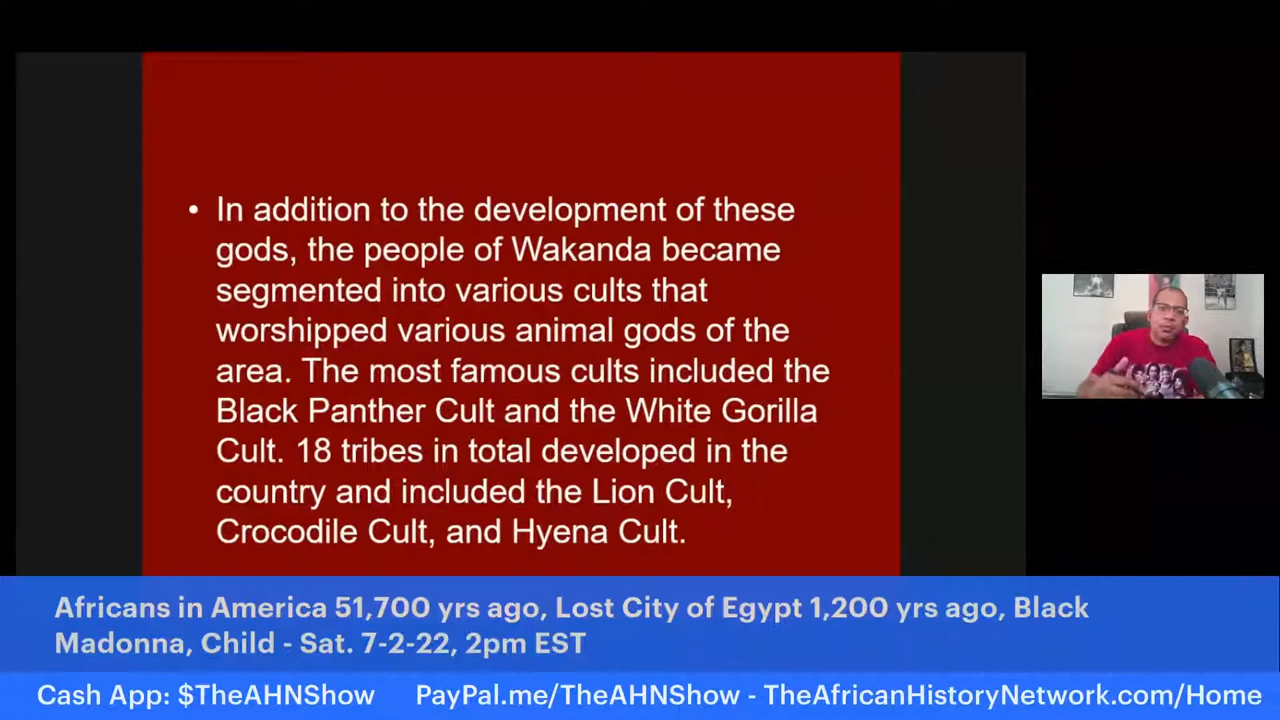 • In addition to the development of these
gods, the people of Wakanda became
segmented into various cults that
worshipped various animal gods of the
area. The most famous cults included the
Black Panther Cult and the White Gorilla
Cult. 18 tribes in total developed in the
country and included the Lion Cult,
Crocodile Cult, and Hyena Cult.
Africans in America 51,700 yrs ago, Lost City of Egypt 1,200 yrs ago, Black
Madonna, Child - Sat. 7-2-22, 2pm EST
Cash App: $TheAHNShow PayPal.me/TheAHNShow - TheAfricanHistoryNetwork.com/Home